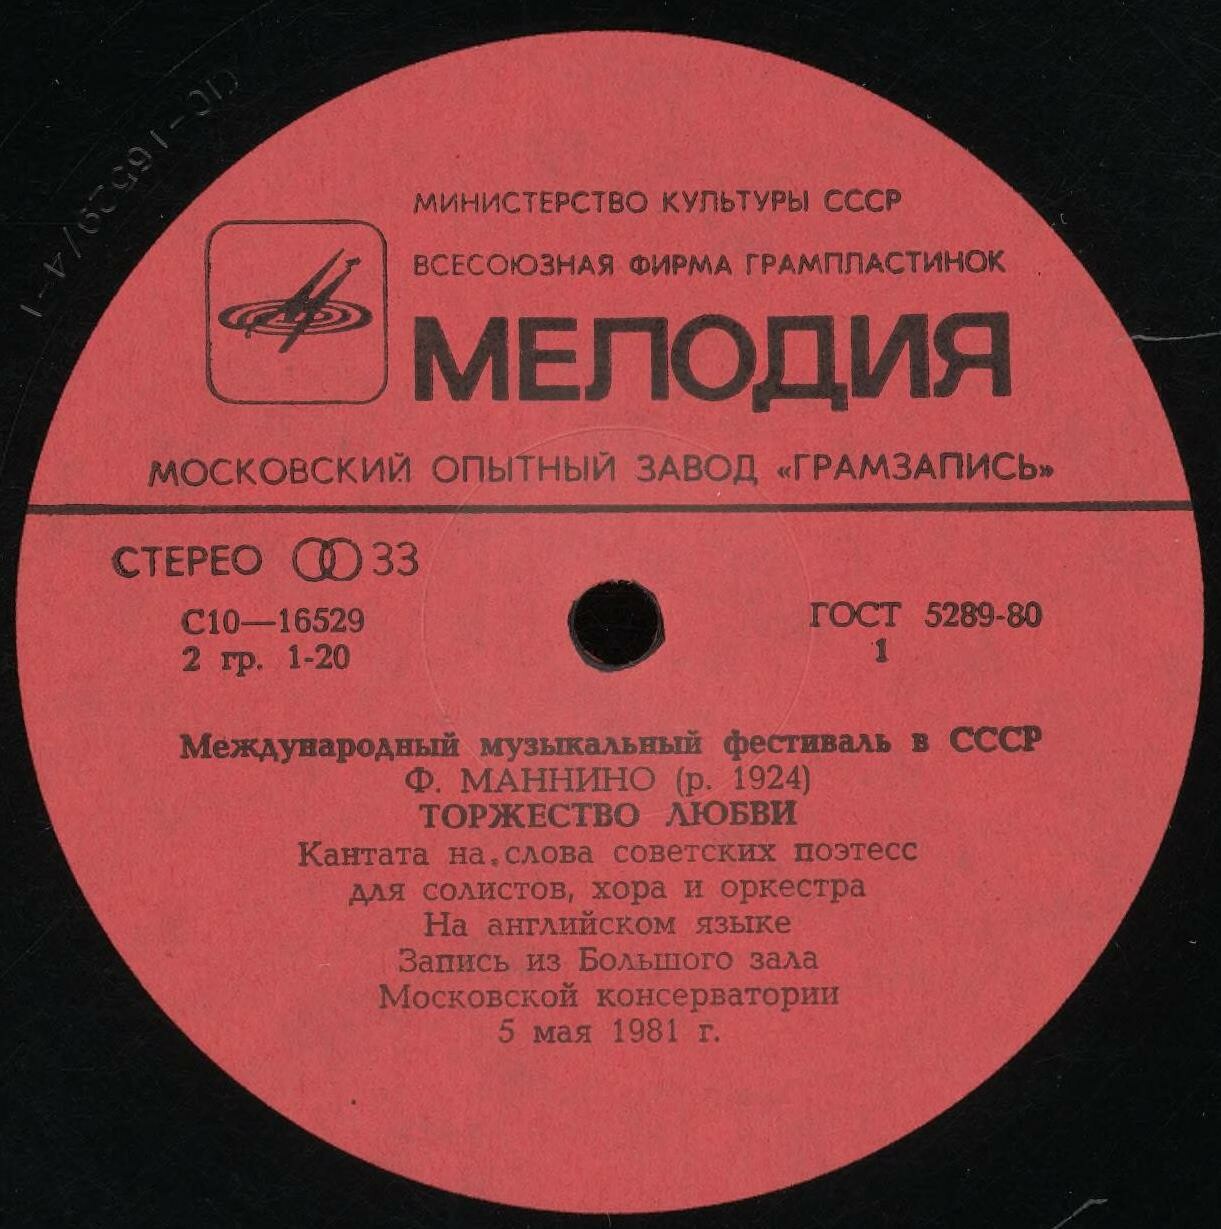 МИНИСТЕРСТВО КУЛЬТУРЫ СССР
ВСЕСОЮЗНАЯ ФИРМА ГРАМПЛАСТИНОК
МЕЛОДИЯ
МОСКОВСКИЙ ОПЫТНЫЙ ЗАВОД «ГРАМЗАПИСЬ»
СТЕРЕО 33
С10—16529
2 гр. 1-20
ГОСТ 5289-80
1
Международный музыкальный фестиваль в СССР
Ф. МАННИНО (р. 1924)
ТОРЖЕСТВО ЛЮБВИ
Кантата на слова советских поэтесс
для солистов, хора и оркестра
На английском языке
Запись из Большого зала
Московской консерватории
5 мая 1981 г.